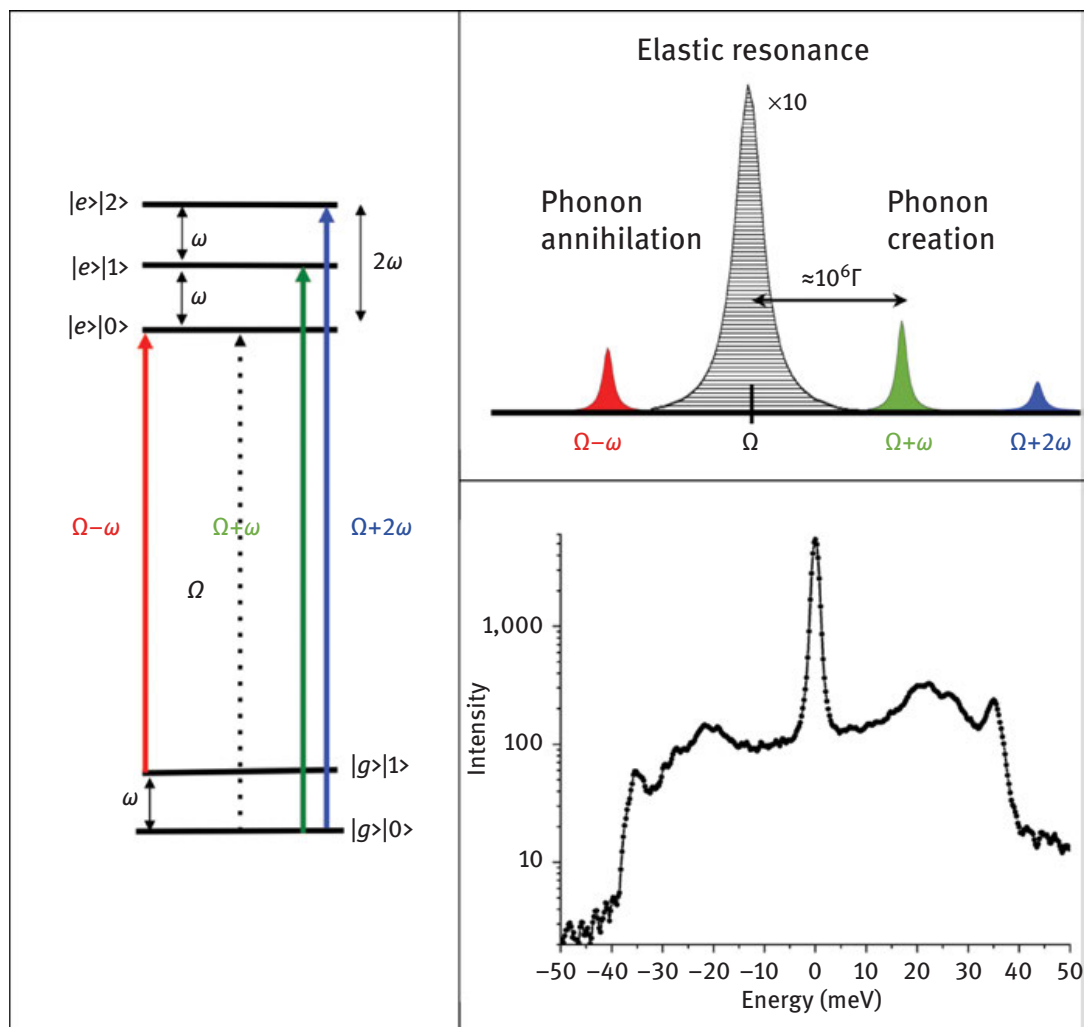 |e>|2>
ω
2ω
|e>|1>
ω
|e>|0>
Ω−ω
Ω+ω
Ω+2ω
Ω
|g>|1>
ω
|g>|0>
Elastic resonance
×10
Phonon
annihilation
Phonon
creation
≈10⁶Γ
Ω−ω
Ω
Ω+ω
Ω+2ω
Intensity
1,000
100
10
−50 −40 −30 −20 −10 0 10 20 30 40 50
Energy (meV)